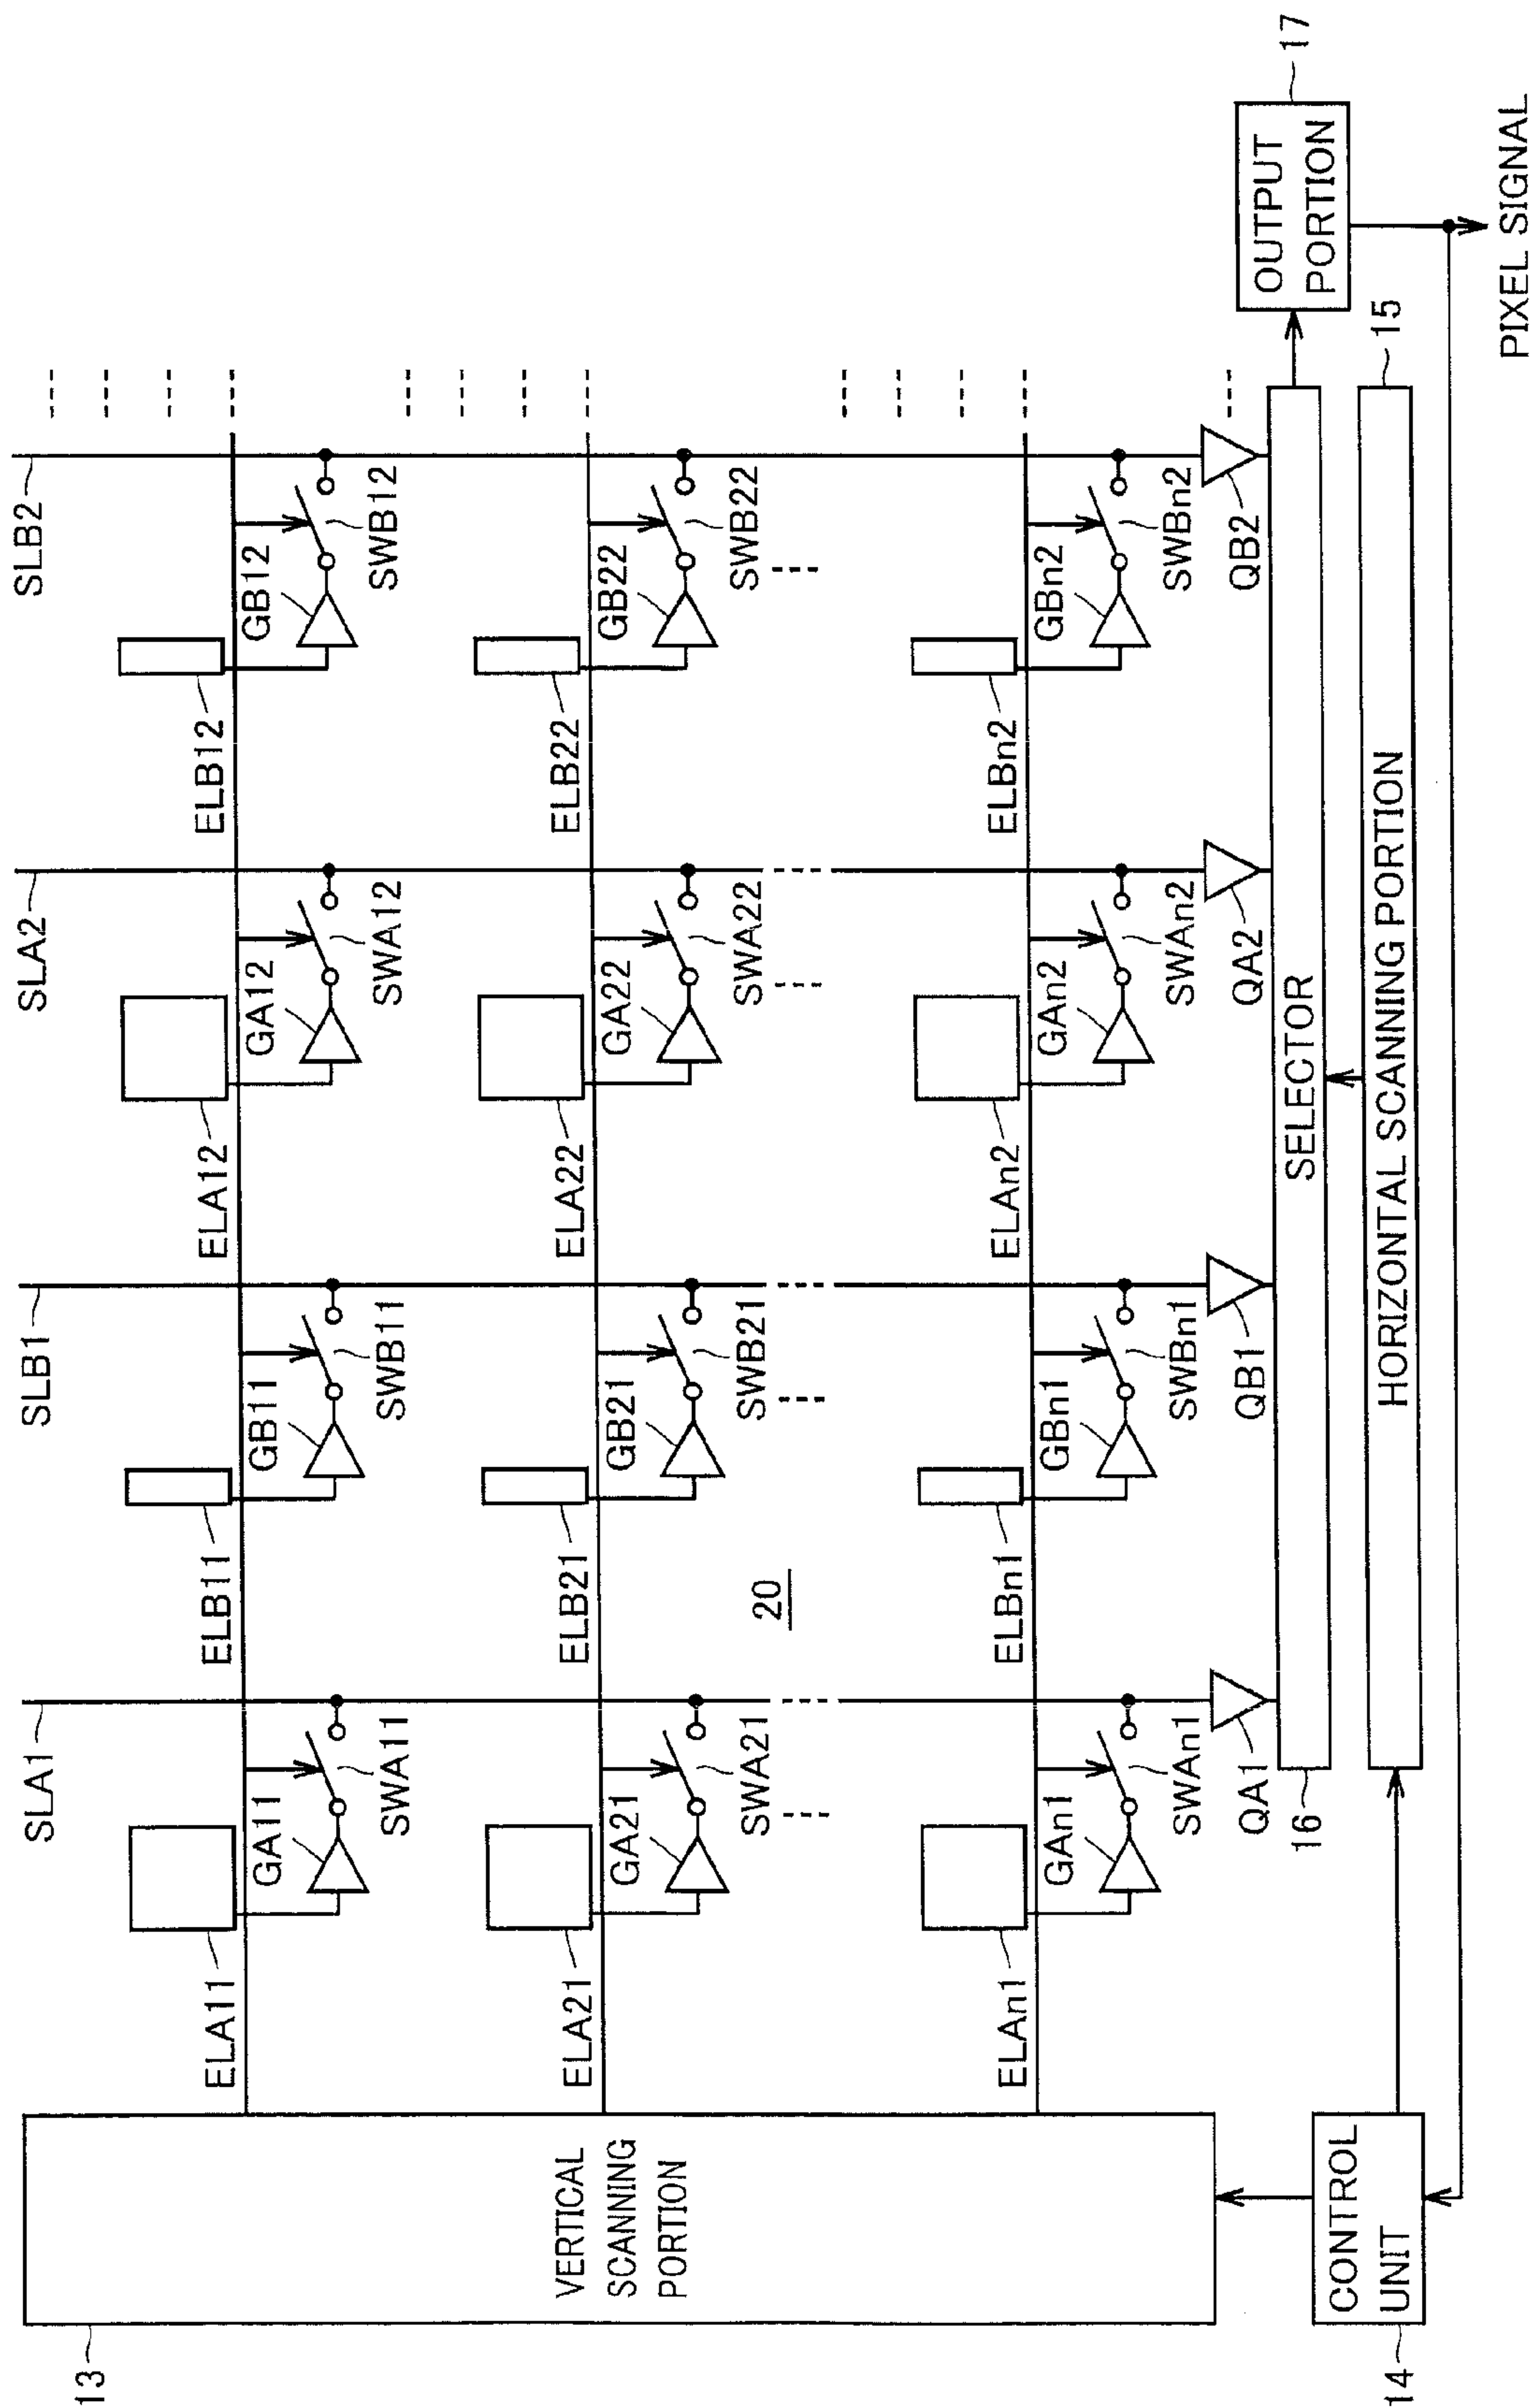 SLA1
SLB1
SLA2
SLB2
13
VERTICAL
SCANNING
PORTION
ELA11
GA11
SWA11
ELB11
GB11
SWB11
ELA12
GA12
SWA12
ELB12
GB12
SWB12
ELA21
GA21
SWA21
ELB21
GB21
SWB21
ELA22
GA22
SWA22
ELB22
GB22
SWB22
20
ELAn1
GAn1
SWAn1
ELBn1
GBn1
SWBn1
ELAn2
GAn2
SWAn2
ELBn2
GBn2
SWBn2
QA1
QB1
QA2
QB2
16
SELECTOR
OUTPUT
PORTION
17
14
CONTROL
UNIT
HORIZONTAL SCANNING PORTION
15
PIXEL SIGNAL